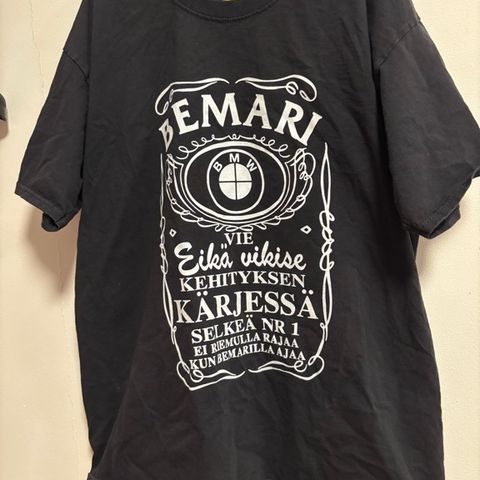 BEMARI
BMW
VIE
Eikä vikise
KEHITYKSEN
KÄRJESSÄ
SELKEÄ NR 1
EI RIEMULLA RAJAA
KUN BEMARILLA AJAA